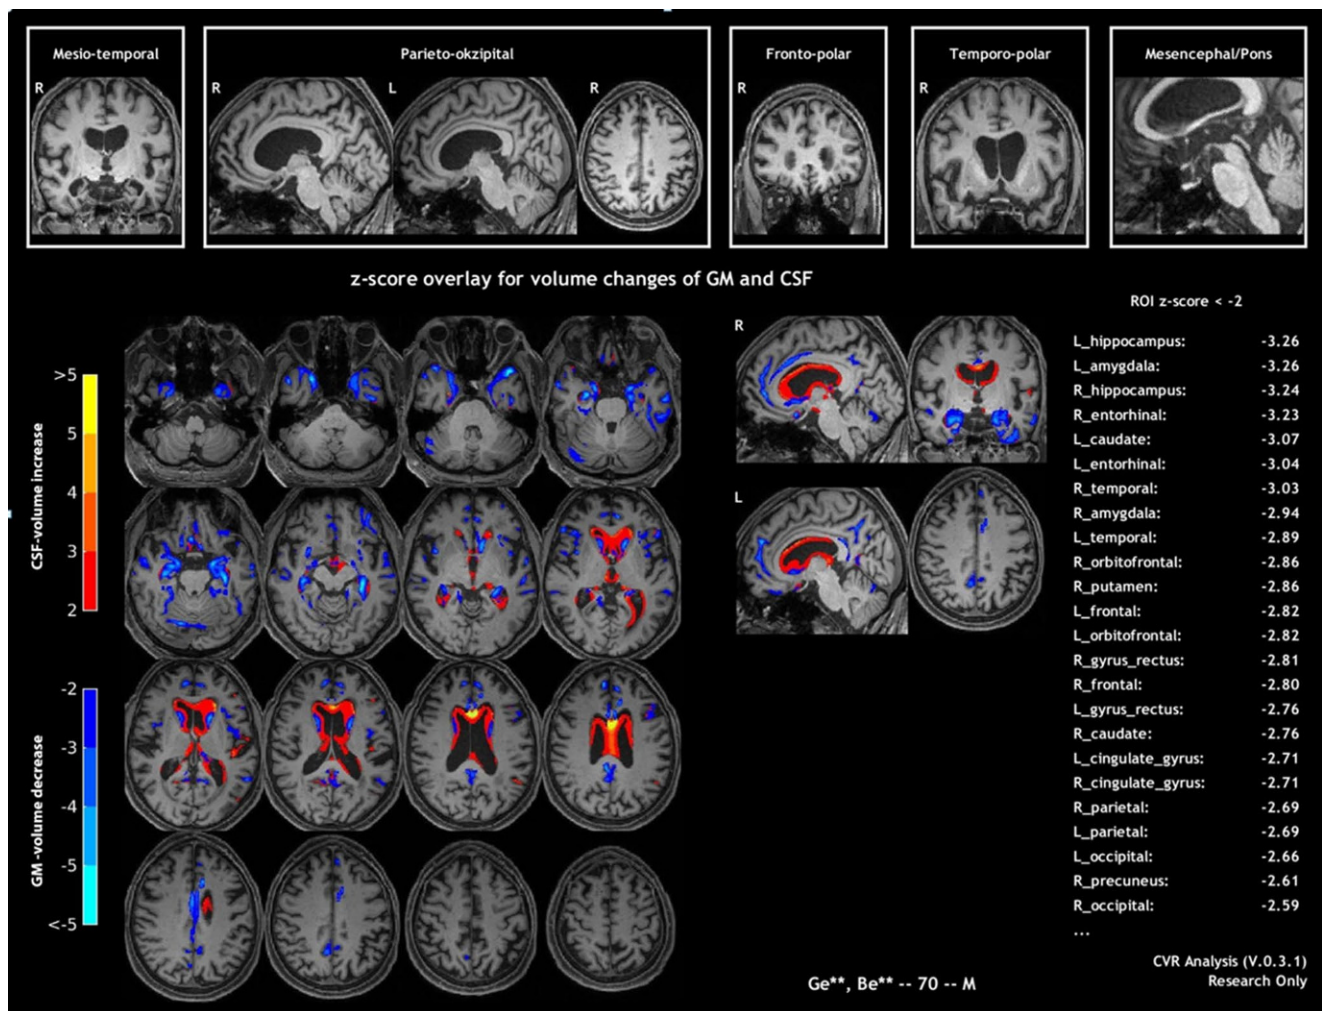 Mesio-temporal
Parieto-okzipital
Fronto-polar
Temporo-polar
Mesencephal/Pons
R
R
L
R
R
R
z-score overlay for volume changes of GM and CSF
ROI z-score < -2
CSF-volume increase
>5
5
4
3
2
GM-volume decrease
-2
-3
-4
-5
<-5
R
L
L_hippocampus: -3.26
L_amygdala: -3.26
R_hippocampus: -3.24
R_entorhinal: -3.23
L_caudate: -3.07
L_entorhinal: -3.04
R_temporal: -3.03
R_amygdala: -2.94
L_temporal: -2.89
R_orbitofrontal: -2.86
R_putamen: -2.86
L_frontal: -2.82
L_orbitofrontal: -2.82
R_gyrus_rectus: -2.81
R_frontal: -2.80
L_gyrus_rectus: -2.76
R_caudate: -2.76
L_cingulate_gyrus: -2.71
R_cingulate_gyrus: -2.71
R_parietal: -2.69
L_parietal: -2.69
L_occipital: -2.66
R_precuneus: -2.61
R_occipital: -2.59
...
CVR Analysis (V.0.3.1)
Research Only
Ge**, Be** -- 70 -- M